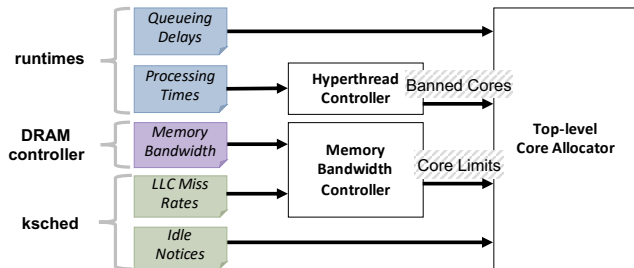 runtimes
Queueing
Delays
Processing
Times
Hyperthread
Controller
Banned Cores
DRAM
controller
Memory
Bandwidth
Memory
Bandwidth
Controller
Core Limits
ksched
LLC Miss
Rates
Idle
Notices
Top-level
Core Allocator